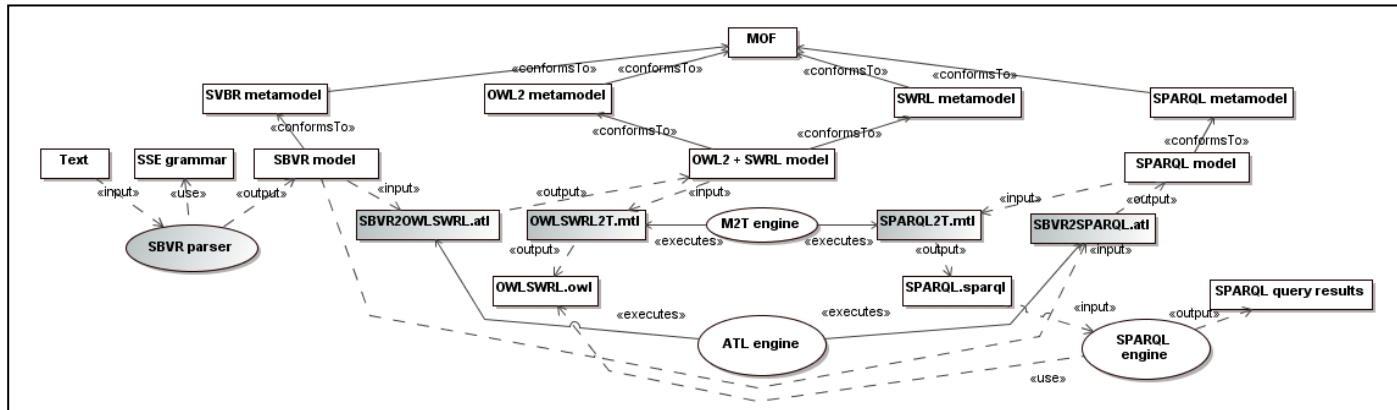 MOF
«conformsTo»
«conformsTo»
«conformsTo»
«conformsTo»
SVBR metamodel
OWL2 metamodel
SWRL metamodel
SPARQL metamodel
«conformsTo»
«conformsTo»
«conformsTo»
«conformsTo»
Text
SSE grammar
SBVR model
OWL2 + SWRL model
SPARQL model
«input»
«use»
«output»
«input»
«output»
«input»
«input»
«output»
SBVR parser
SBVR2OWLSWRL.atl
OWLSWRL2T.mtl
M2T engine
SPARQL2T.mtl
SBVR2SPARQL.atl
«executes»
«executes»
«output»
«output»
«input»
OWLSWRL.owl
SPARQL.sparql
SPARQL query results
«executes»
«executes»
«input»
«output»
ATL engine
SPARQL
engine
«use»